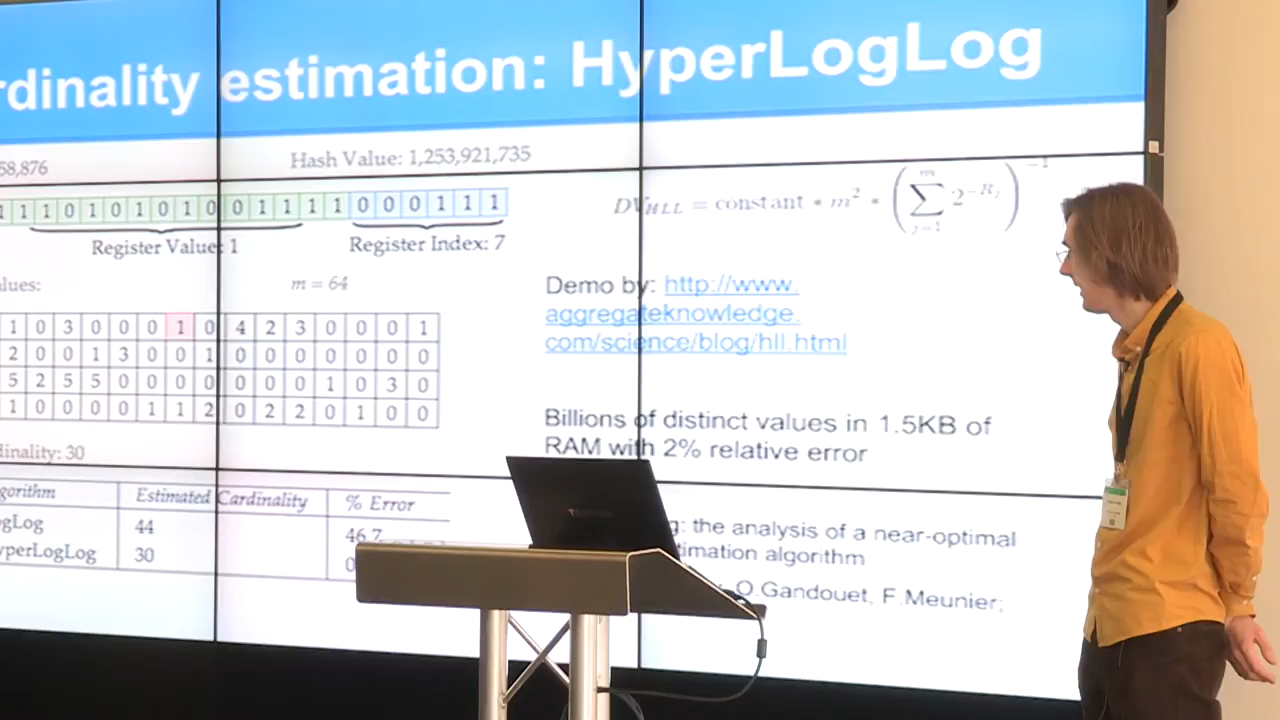 rdinality estimation: HyperLogLog
58,876 Hash Value: 1,253,921,735
1 1 1 0 1 0 1 0 1 0 0 1 1 1 1 0 0 0 1 1 1
Register Value: 1 Register Index: 7
alues: m = 64
1 0 3 0 0 0 1 0 4 2 3 0 0 0 1
2 0 0 1 3 0 0 1 0 0 0 0 0 0 0
5 2 5 5 0 0 0 0 0 0 0 1 0 3 0
1 0 0 0 0 1 1 2 0 2 2 0 1 0 0
dinality: 30
gorithm Estimated Cardinality % Error
ogLog 44 46.7
yperLogLog 30 0
DV_HLL = constant * m² * (∑_{j=1}^{m} 2^{-R_j})^{-1}
Demo by: http://www.
aggregateknowledge.
com/science/blog/hll.html
Billions of distinct values in 1.5KB of
RAM with 2% relative error
g: the analysis of a near-optimal
timation algorithm
O.Gandouet, F.Meunier;